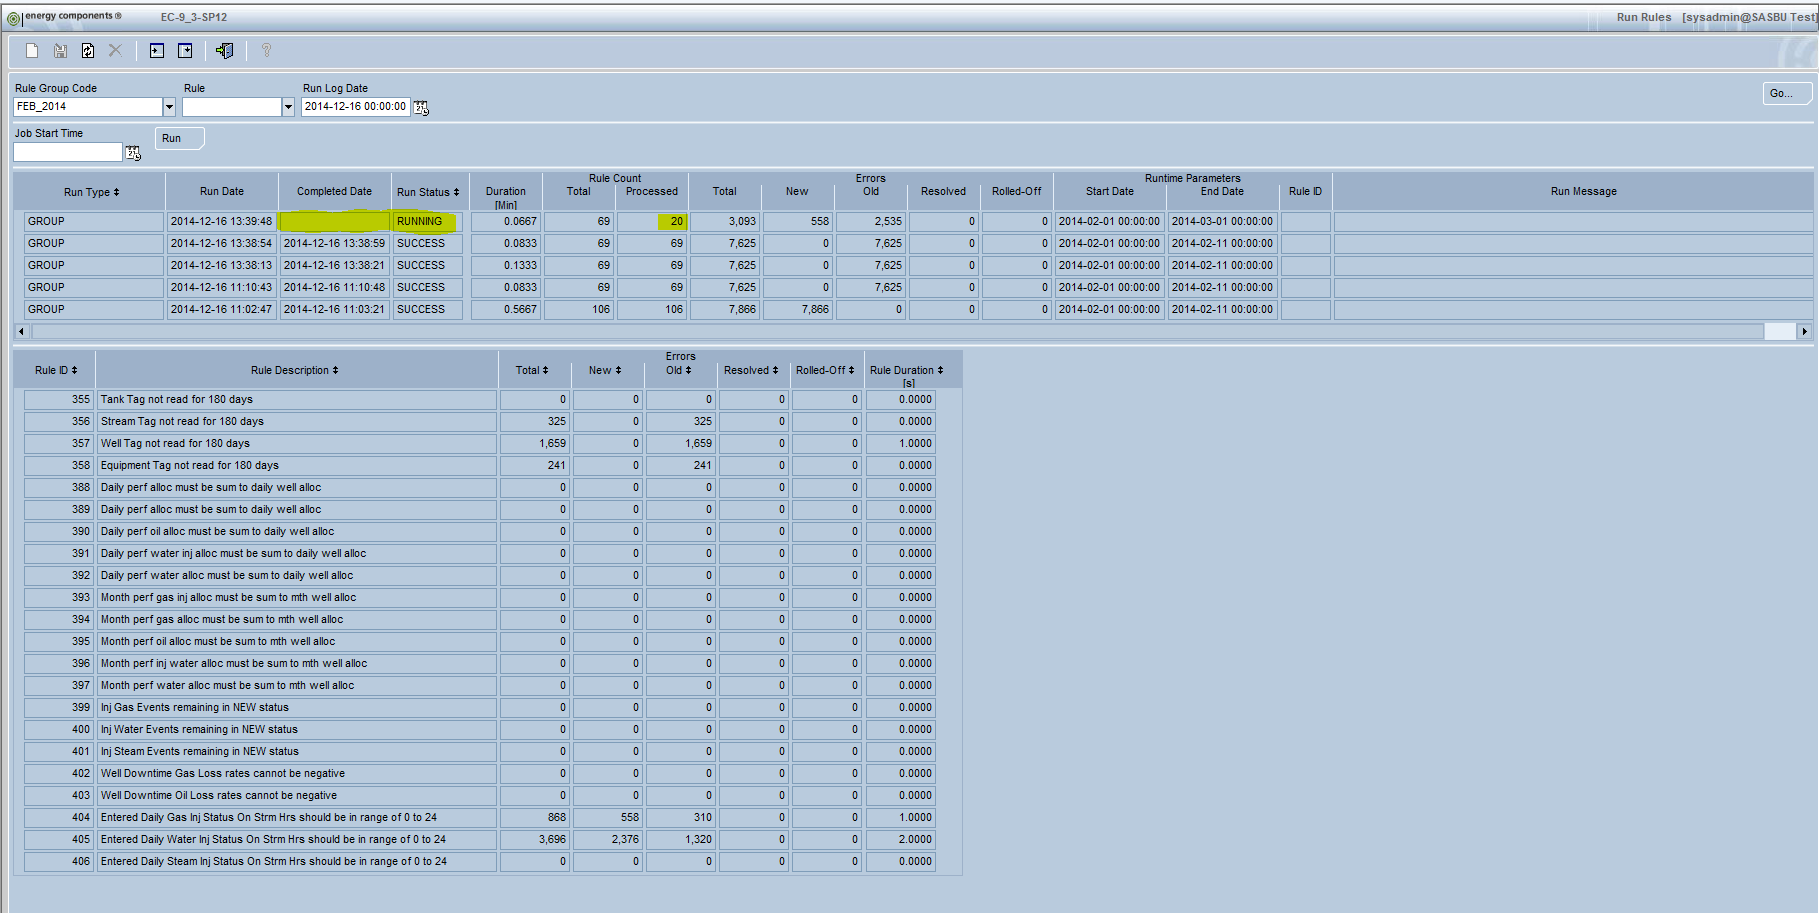 energy components ® EC-9_3-SP12 Run Rules [sysadmin@SASBU Test]
Rule Group Code Rule Run Log Date
FEB_2014 2014-12-16 00:00:00 Go...
Job Start Time
Run
Rule Count Errors Runtime Parameters
Run Type Run Date Completed Date Run Status Duration Total Processed Total New Old Resolved Rolled-Off Start Date End Date Rule ID Run Message
[Min]
GROUP 2014-12-16 13:39:48 RUNNING 0.0667 69 20 3,093 558 2,535 0 0 2014-02-01 00:00:00 2014-03-01 00:00:00
GROUP 2014-12-16 13:38:54 2014-12-16 13:38:59 SUCCESS 0.0833 69 69 7,625 0 7,625 0 0 2014-02-01 00:00:00 2014-02-11 00:00:00
GROUP 2014-12-16 13:38:13 2014-12-16 13:38:21 SUCCESS 0.1333 69 69 7,625 0 7,625 0 0 2014-02-01 00:00:00 2014-02-11 00:00:00
GROUP 2014-12-16 11:10:43 2014-12-16 11:10:48 SUCCESS 0.0833 69 69 7,625 0 7,625 0 0 2014-02-01 00:00:00 2014-02-11 00:00:00
GROUP 2014-12-16 11:02:47 2014-12-16 11:03:21 SUCCESS 0.5667 106 106 7,866 7,866 0 0 0 2014-02-01 00:00:00 2014-02-11 00:00:00
Errors
Rule ID Rule Description Total New Old Resolved Rolled-Off Rule Duration
[s]
355 Tank Tag not read for 180 days 0 0 0 0 0 0.0000
356 Stream Tag not read for 180 days 325 0 325 0 0 0.0000
357 Well Tag not read for 180 days 1,659 0 1,659 0 0 1.0000
358 Equipment Tag not read for 180 days 241 0 241 0 0 0.0000
388 Daily perf alloc must be sum to daily well alloc 0 0 0 0 0 0.0000
389 Daily perf alloc must be sum to daily well alloc 0 0 0 0 0 0.0000
390 Daily perf oil alloc must be sum to daily well alloc 0 0 0 0 0 0.0000
391 Daily perf water inj alloc must be sum to daily well alloc 0 0 0 0 0 0.0000
392 Daily perf water alloc must be sum to daily well alloc 0 0 0 0 0 0.0000
393 Month perf gas inj alloc must be sum to mth well alloc 0 0 0 0 0 0.0000
394 Month perf gas alloc must be sum to mth well alloc 0 0 0 0 0 0.0000
395 Month perf oil alloc must be sum to mth well alloc 0 0 0 0 0 0.0000
396 Month perf inj water alloc must be sum to mth well alloc 0 0 0 0 0 0.0000
397 Month perf water alloc must be sum to mth well alloc 0 0 0 0 0 0.0000
399 Inj Gas Events remaining in NEW status 0 0 0 0 0 0.0000
400 Inj Water Events remaining in NEW status 0 0 0 0 0 0.0000
401 Inj Steam Events remaining in NEW status 0 0 0 0 0 0.0000
402 Well Downtime Gas Loss rates cannot be negative 0 0 0 0 0 0.0000
403 Well Downtime Oil Loss rates cannot be negative 0 0 0 0 0 0.0000
404 Entered Daily Gas Inj Status On Strm Hrs should be in range of 0 to 24 868 558 310 0 0 1.0000
405 Entered Daily Water Inj Status On Strm Hrs should be in range of 0 to 24 3,696 2,376 1,320 0 0 2.0000
406 Entered Daily Steam Inj Status On Strm Hrs should be in range of 0 to 24 0 0 0 0 0 0.0000